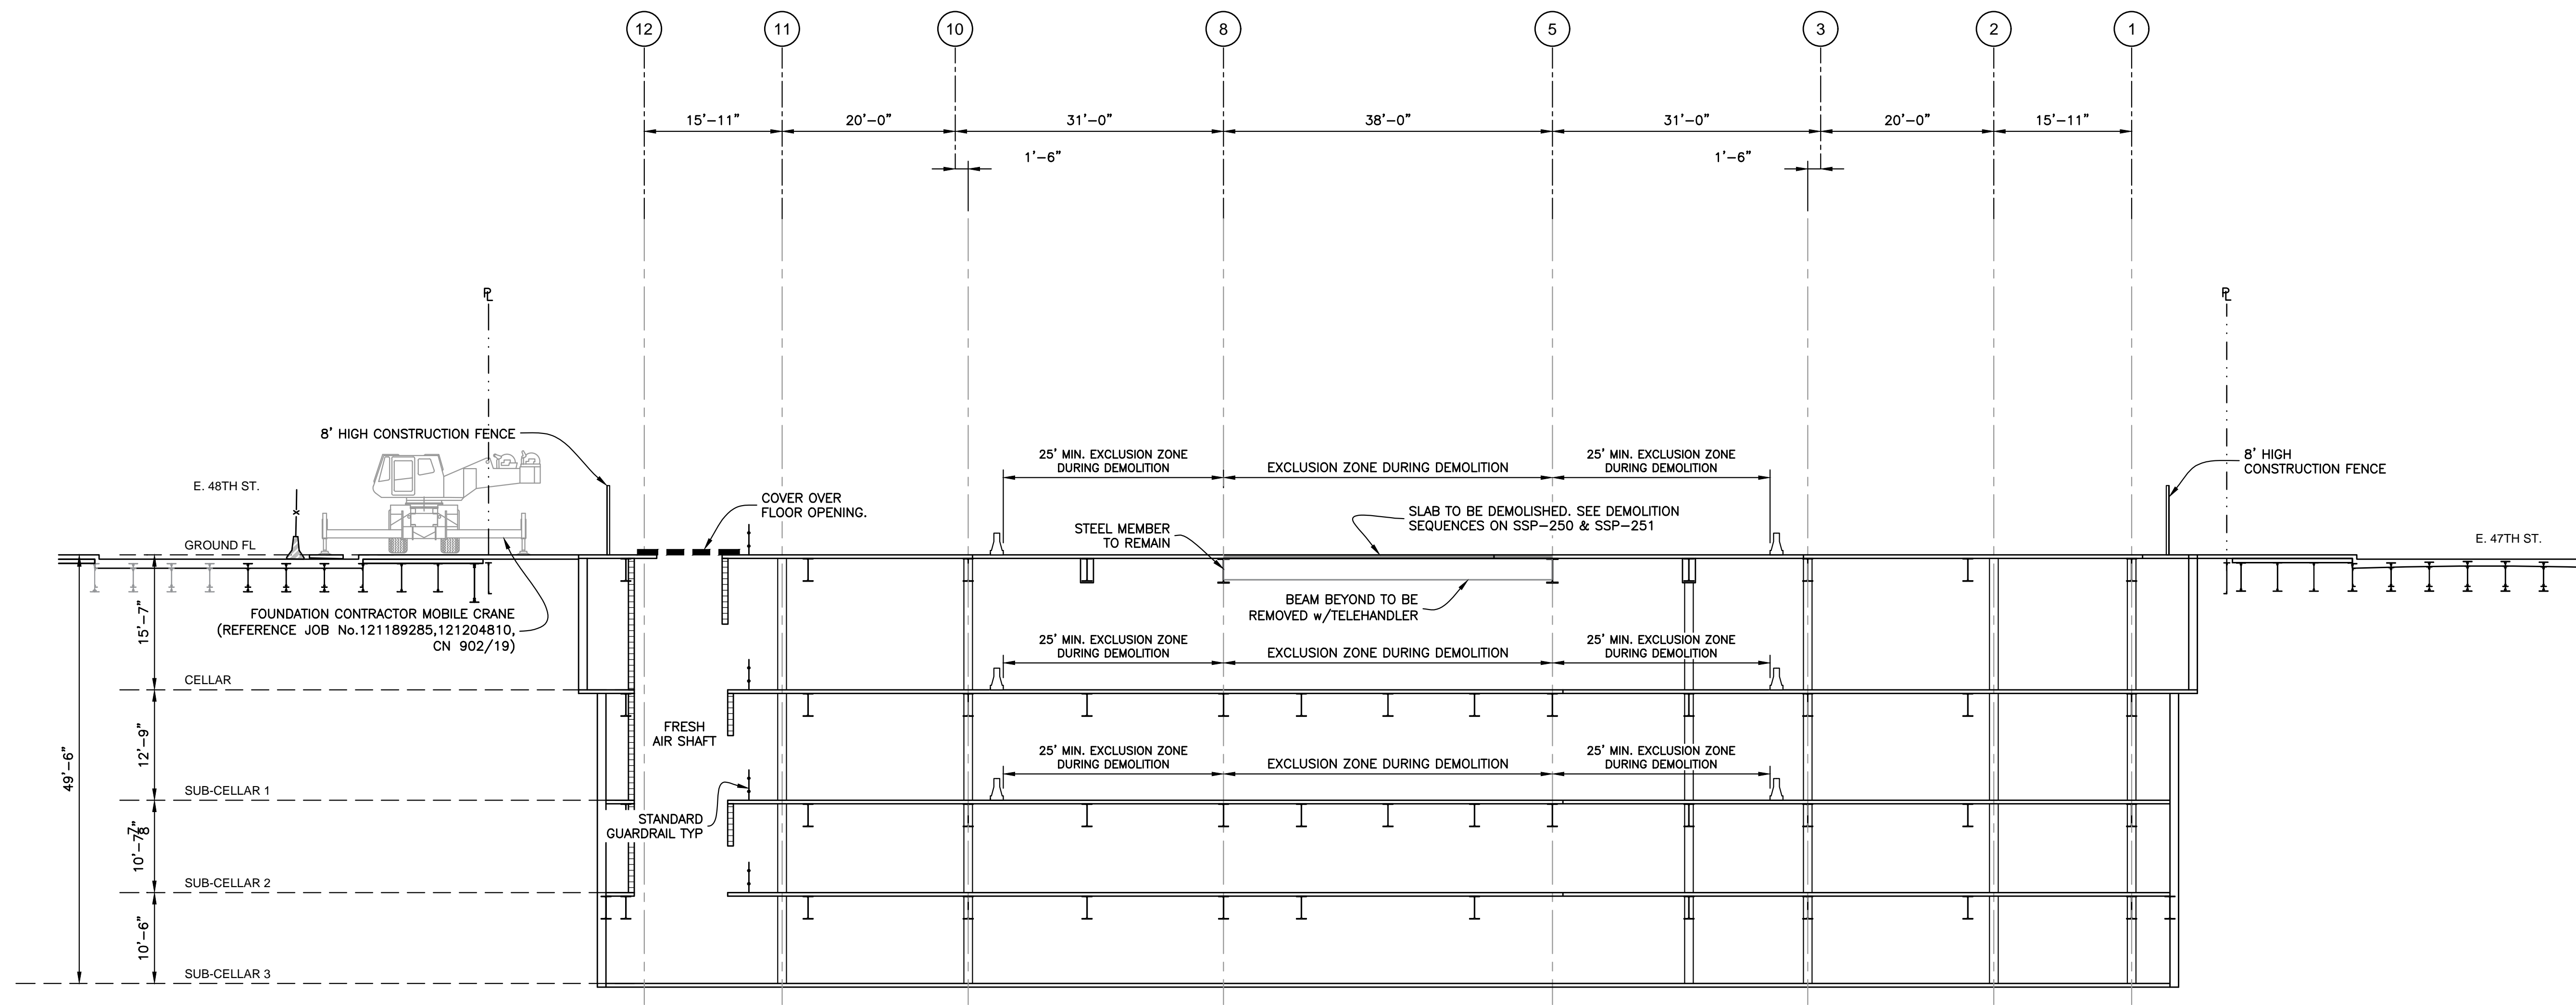 12
11
10
8
5
3
2
1
15'-11"
20'-0"
31'-0"
38'-0"
31'-0"
20'-0"
15'-11"
1'-6"
1'-6"
PL
PL
8' HIGH CONSTRUCTION FENCE
E. 48TH ST.
COVER OVER
FLOOR OPENING.
25' MIN. EXCLUSION ZONE
DURING DEMOLITION
EXCLUSION ZONE DURING DEMOLITION
25' MIN. EXCLUSION ZONE
DURING DEMOLITION
8' HIGH
CONSTRUCTION FENCE
SLAB TO BE DEMOLISHED. SEE DEMOLITION
SEQUENCES ON SSP-250 & SSP-251
STEEL MEMBER
TO REMAIN
GROUND FL
E. 47TH ST.
x
FOUNDATION CONTRACTOR MOBILE CRANE
(REFERENCE JOB No.121189285,121204810,
CN 902/19)
BEAM BEYOND TO BE
REMOVED w/TELEHANDLER
15'-7"
25' MIN. EXCLUSION ZONE
DURING DEMOLITION
EXCLUSION ZONE DURING DEMOLITION
25' MIN. EXCLUSION ZONE
DURING DEMOLITION
CELLAR
FRESH
AIR SHAFT
12'-9"
49'-6"
25' MIN. EXCLUSION ZONE
DURING DEMOLITION
EXCLUSION ZONE DURING DEMOLITION
25' MIN. EXCLUSION ZONE
DURING DEMOLITION
SUB-CELLAR 1
STANDARD
GUARDRAIL TYP
10'-7 7/8"
SUB-CELLAR 2
10'-6"
SUB-CELLAR 3